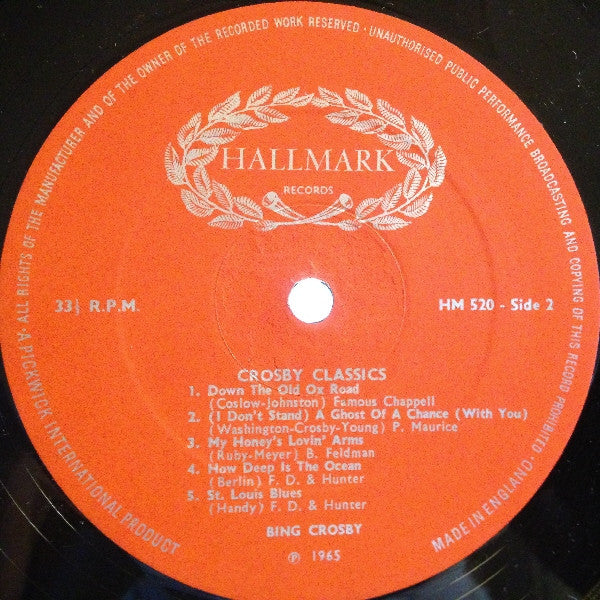 A PICKWICK INTERNATIONAL PRODUCT · ALL RIGHTS OF THE MANUFACTURER AND OF THE OWNER OF THE RECORDED WORK RESERVED · UNAUTHORISED PUBLIC PERFORMANCE BROADCASTING AND COPYING OF THIS RECORD PROHIBITED · MADE IN ENGLAND ·
HALLMARK
RECORDS
33⅓ R.P.M.
HM 520 - Side 2
CROSBY CLASSICS
1. Down The Old Ox Road
(Coslow-Johnston) Famous Chappell
2. (I Don't Stand) A Ghost Of A Chance (With You)
(Washington-Crosby-Young) P. Maurice
3. My Honey's Lovin' Arms
(Ruby-Meyer) B. Feldman
4. How Deep Is The Ocean
(Berlin) F. D. & Hunter
5. St. Louis Blues
(Handy) F. D. & Hunter
BING CROSBY
℗ 1965